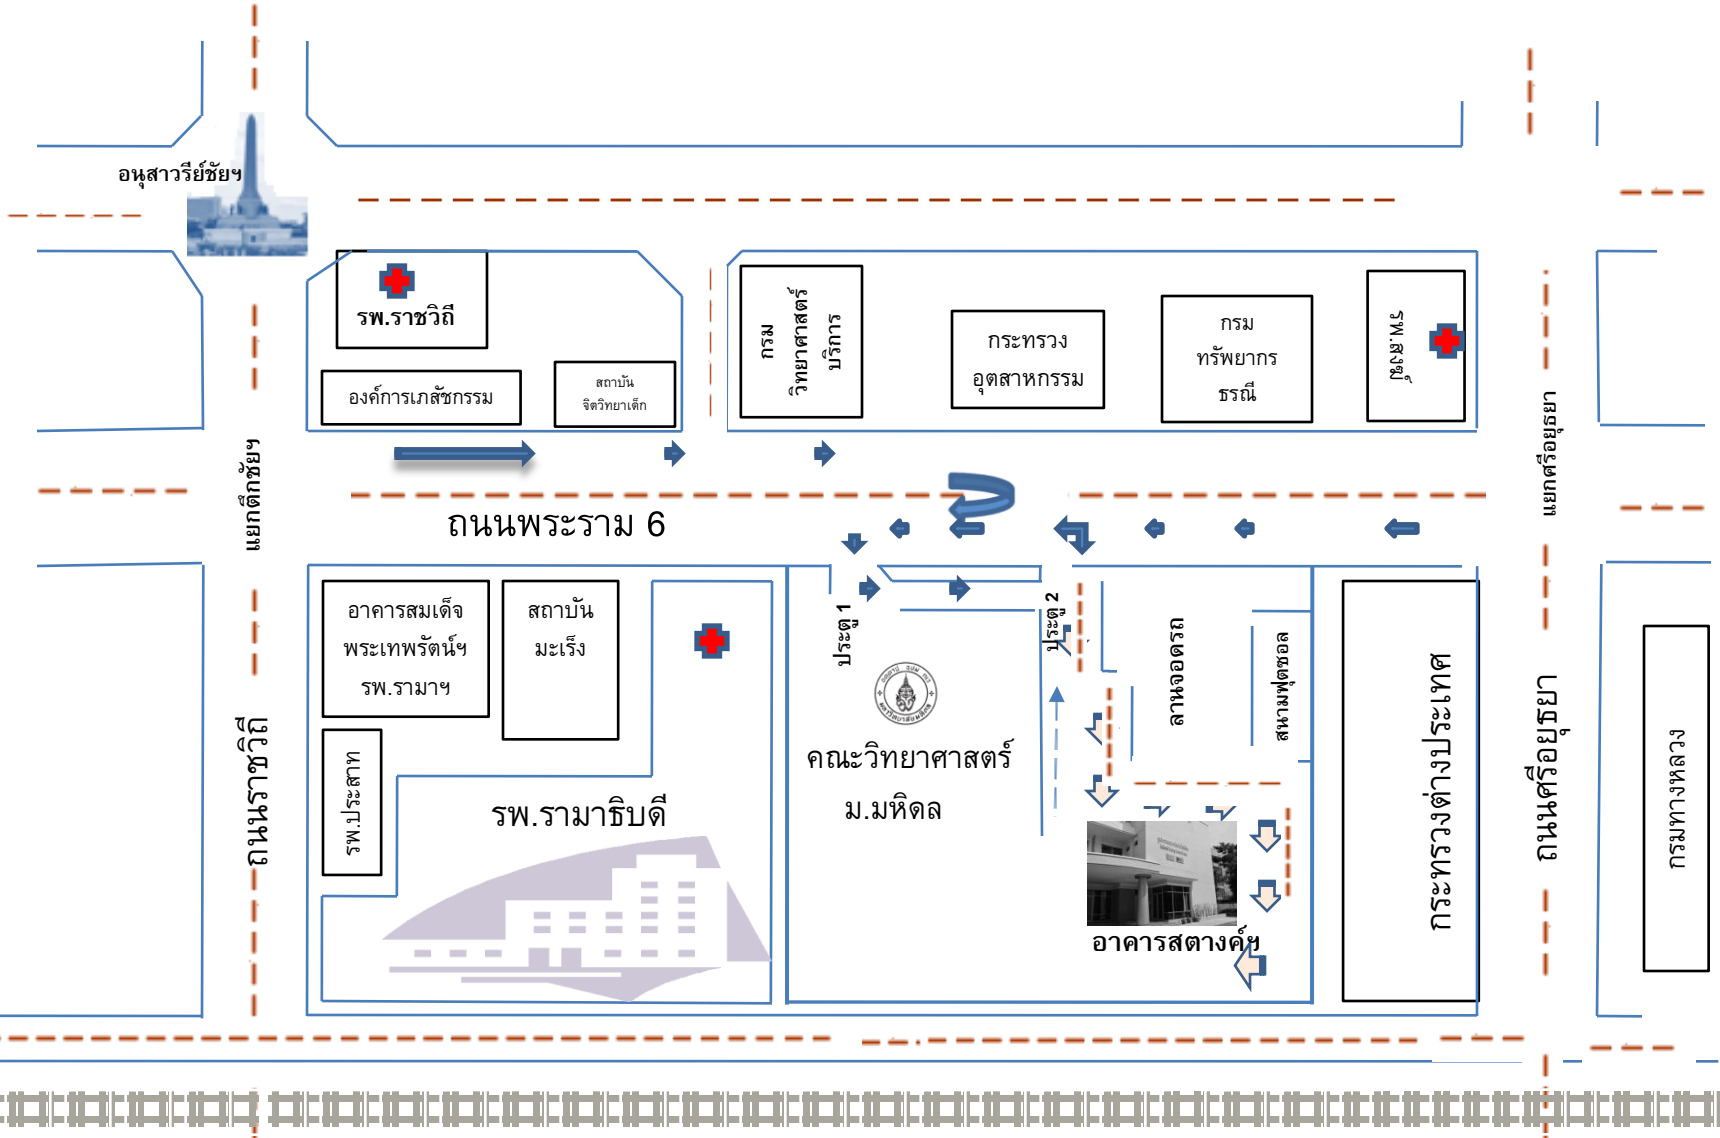 อนุสาวรีย์ชัยฯ
รพ.ราชวิถี
องค์การเภสัชกรรม
สถาบัน
จิตวิทยาเด็ก
กรม
วิทยาศาสตร์
บริการ
กระทรวง
อุตสาหกรรม
กรม
ทรัพยากร
ธรณี
รพ.สงฆ์
แยกตึกชัยฯ
แยกศรีอยุธยา
ถนนพระราม 6
อาคารสมเด็จ
พระเทพรัตน์ฯ
รพ.รามาฯ
สถาบัน
มะเร็ง
รพ.ประสาท
รพ.รามาธิบดี
ประตู 1
ประตู 2
คณะวิทยาศาสตร์
ม.มหิดล
ลานจอดรถ
สนามฟุตซอล
อาคารสตางค์ฯ
กระทรวงต่างประเทศ
ถนนราชวิถี
ถนนศรีอยุธยา
กรมทางหลวง